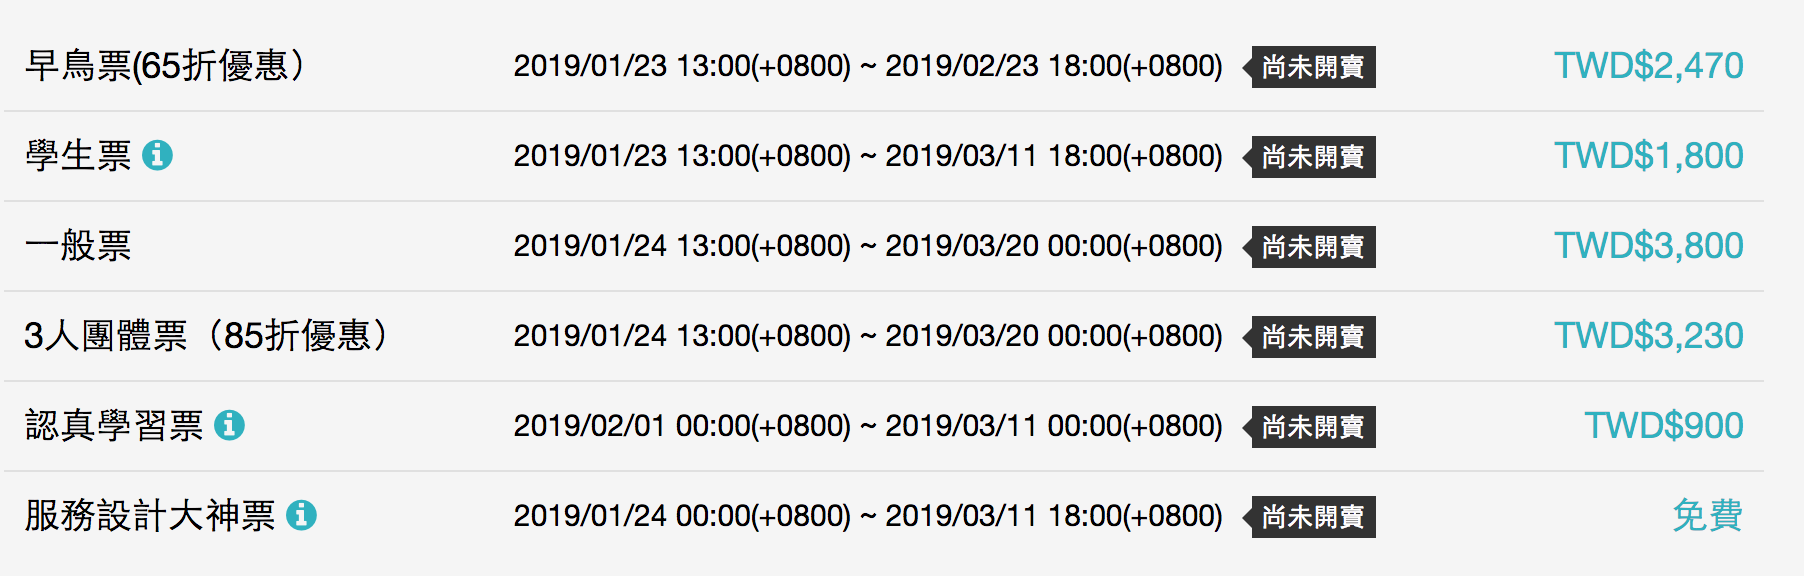 早鳥票(65折優惠） 2019/01/23 13:00(+0800) ~ 2019/02/23 18:00(+0800) 尚未開賣 TWD$2,470
學生票 2019/01/23 13:00(+0800) ~ 2019/03/11 18:00(+0800) 尚未開賣 TWD$1,800
一般票 2019/01/24 13:00(+0800) ~ 2019/03/20 00:00(+0800) 尚未開賣 TWD$3,800
3人團體票（85折優惠） 2019/01/24 13:00(+0800) ~ 2019/03/20 00:00(+0800) 尚未開賣 TWD$3,230
認真學習票 2019/02/01 00:00(+0800) ~ 2019/03/11 00:00(+0800) 尚未開賣 TWD$900
服務設計大神票 2019/01/24 00:00(+0800) ~ 2019/03/11 18:00(+0800) 尚未開賣 免費